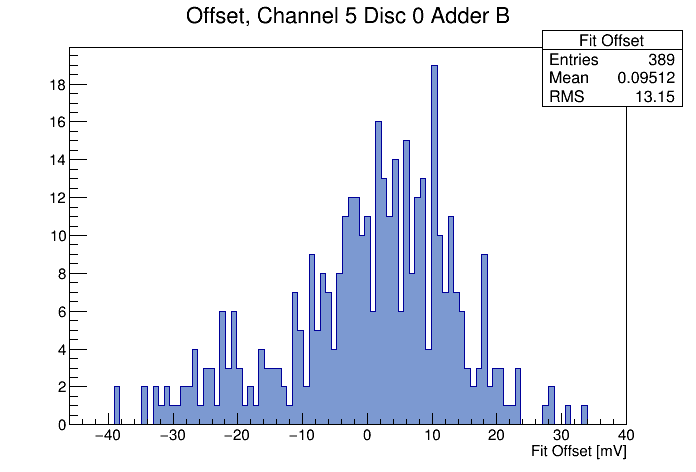 Offset, Channel 5 Disc 0 Adder B
Fit Offset
Entries 389
Mean 0.09512
RMS 13.15
18
16
14
12
10
8
6
4
2
0
−40 −30 −20 −10 0 10 20 30 40
Fit Offset [mV]